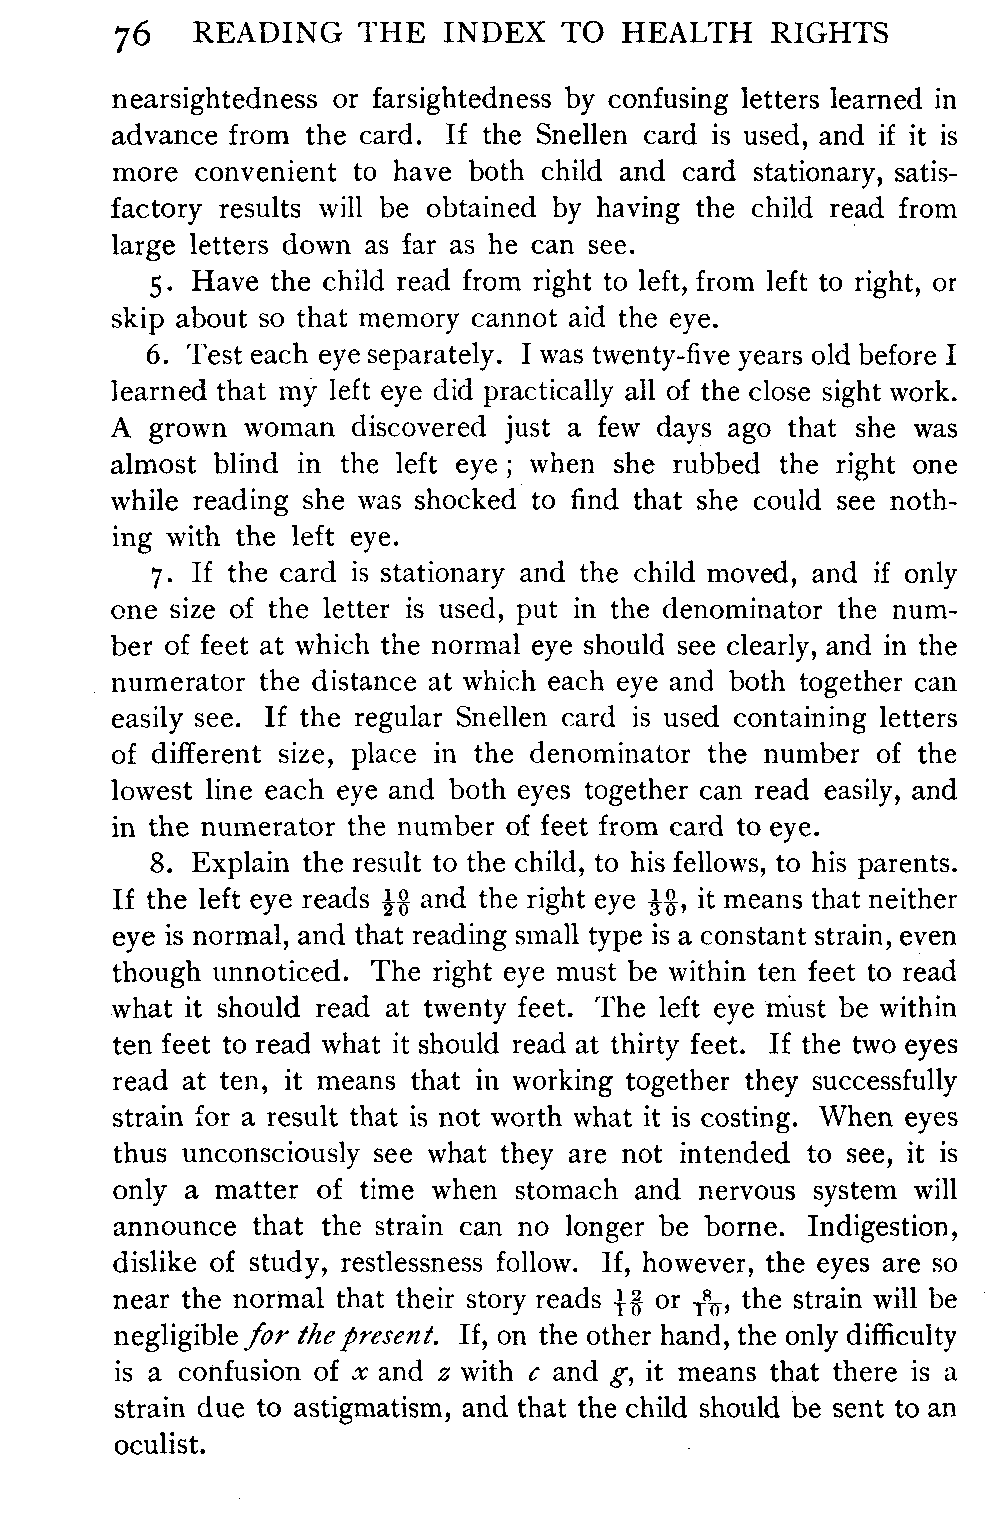 76 READING THE INDEX TO HEALTH RIGHTS
nearsightedness or farsightedness by confusing letters learned in
advance from the card. If the Snellen card is used, and if it is
more convenient to have both child and card stationary, satis-
factory results will be obtained by having the child read from
large letters down as far as he can see.
5. Have the child read from right to left, from left to right, or
skip about so that memory cannot aid the eye.
6. Test each eye separately. I was twenty-five years old before I
learned that my left eye did practically all of the close sight work.
A grown woman discovered just a few days ago that she was
almost blind in the left eye; when she rubbed the right one
while reading she was shocked to find that she could see noth-
ing with the left eye.
7. If the card is stationary and the child moved, and if only
one size of the letter is used, put in the denominator the num-
ber of feet at which the normal eye should see clearly, and in the
numerator the distance at which each eye and both together can
easily see. If the regular Snellen card is used containing letters
of different size, place in the denominator the number of the
lowest line each eye and both eyes together can read easily, and
in the numerator the number of feet from card to eye.
8. Explain the result to the child, to his fellows, to his parents.
If the left eye reads 10/20 and the right eye 10/30, it means that neither
eye is normal, and that reading small type is a constant strain, even
though unnoticed. The right eye must be within ten feet to read
what it should read at twenty feet. The left eye must be within
ten feet to read what it should read at thirty feet. If the two eyes
read at ten, it means that in working together they successfully
strain for a result that is not worth what it is costing. When eyes
thus unconsciously see what they are not intended to see, it is
only a matter of time when stomach and nervous system will
announce that the strain can no longer be borne. Indigestion,
dislike of study, restlessness follow. If, however, the eyes are so
near the normal that their story reads 12/10 or 8/10, the strain will be
negligible for the present. If, on the other hand, the only difficulty
is a confusion of x and z with c and g, it means that there is a
strain due to astigmatism, and that the child should be sent to an
oculist.